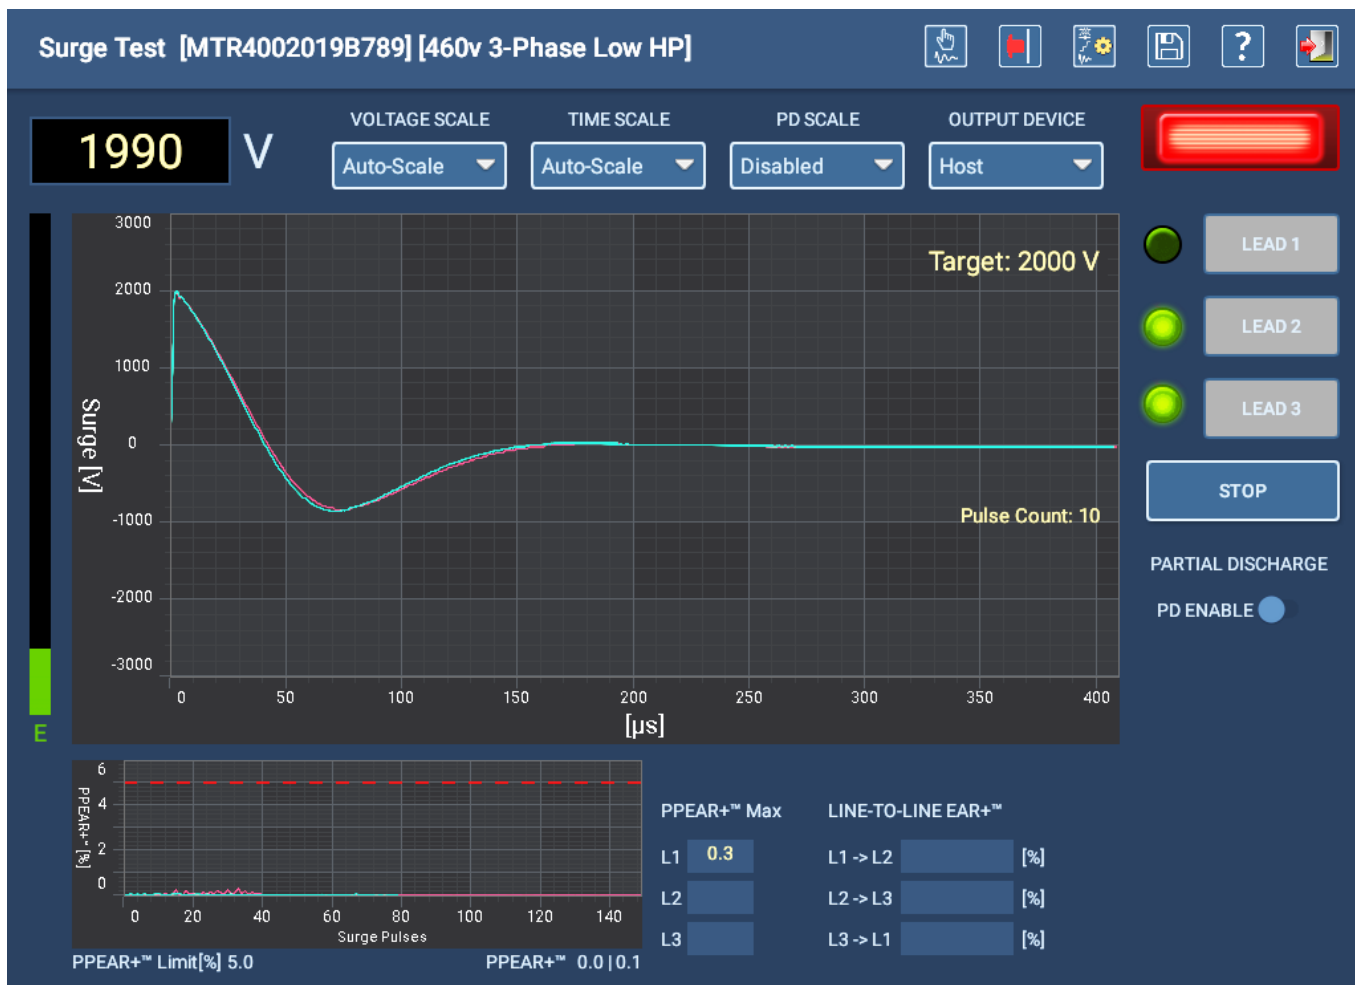 Surge Test [MTR4002019B789] [460v 3-Phase Low HP]
?
1990 V
VOLTAGE SCALE
TIME SCALE
PD SCALE
OUTPUT DEVICE
Auto-Scale
Auto-Scale
Disabled
Host
3000
2000
1000
0
-1000
-2000
-3000
Surge [V]
Target: 2000 V
Pulse Count: 10
0 50 100 150 200 250 300 350 400
[µs]
E
LEAD 1
LEAD 2
LEAD 3
STOP
PARTIAL DISCHARGE
PD ENABLE
6
4
2
0
PPEAR+™ [%]
0 20 40 60 80 100 120 140
Surge Pulses
PPEAR+™ Limit[%] 5.0
PPEAR+™ 0.0|0.1
PPEAR+™ Max
L1 0.3
L2
L3
LINE-TO-LINE EAR+™
L1 -> L2 [%]
L2 -> L3 [%]
L3 -> L1 [%]